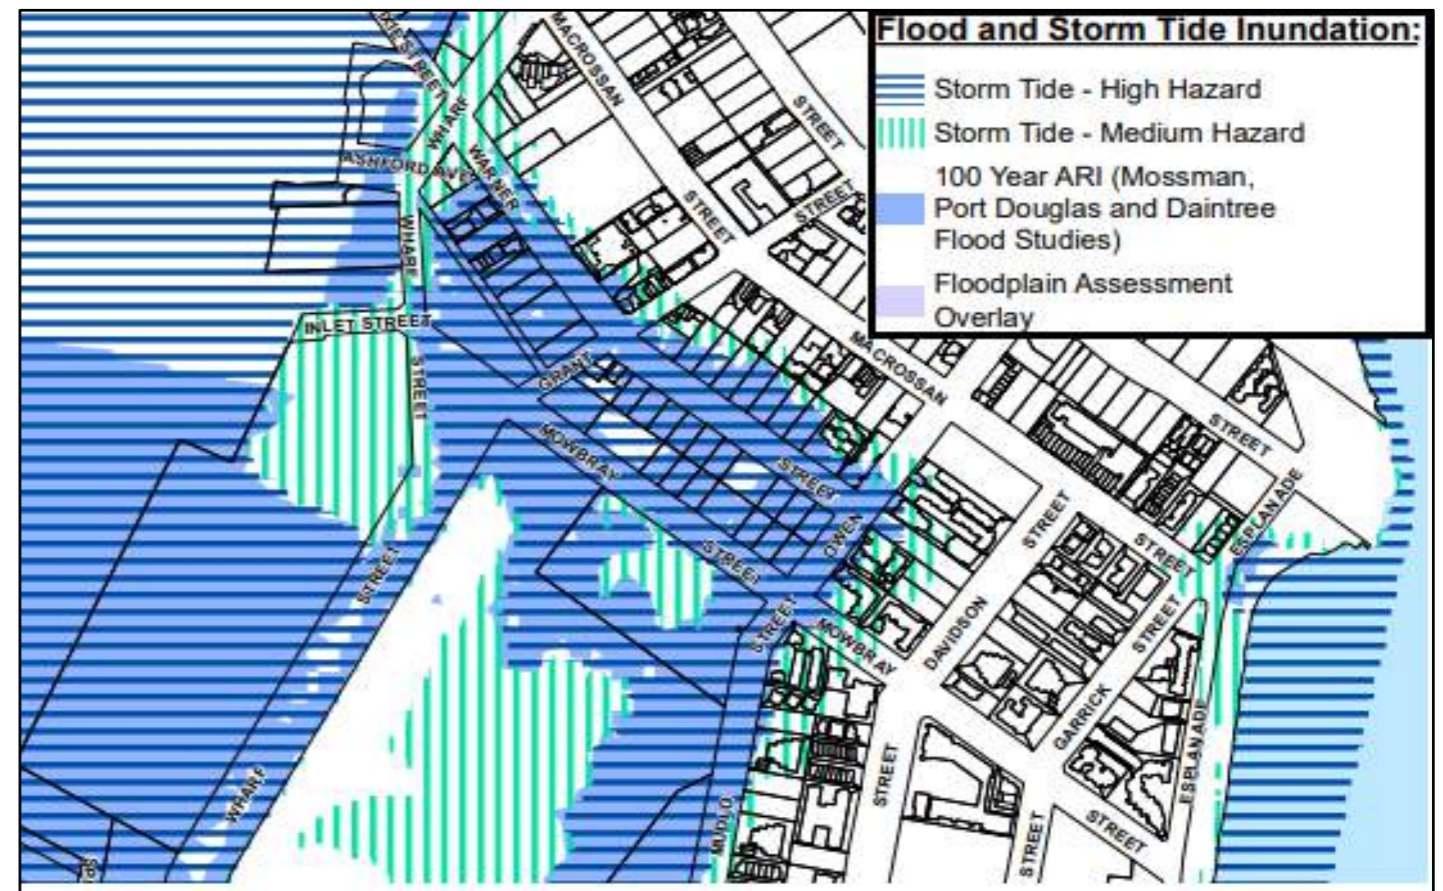 Flood and Storm Tide Inundation:
Storm Tide - High Hazard
Storm Tide - Medium Hazard
100 Year ARI (Mossman,
Port Douglas and Daintree
Flood Studies)
Floodplain Assessment
Overlay
MACROSSAN
STREET
WHARF
ASHFORD AVE
WARNER
STREET
STREET
WHARF
INLET STREET
STREET
MACROSSAN
GRANT
STREET
MOWBRAY
STREET
STREET
OWEN
ESPLANADE
STREET
STREET
STREET
STREET
STREET
MOWBRAY
DAVIDSON
GARRICK
ESPLANADE
STREET
WHARF
MUDLO
STREET
STREET